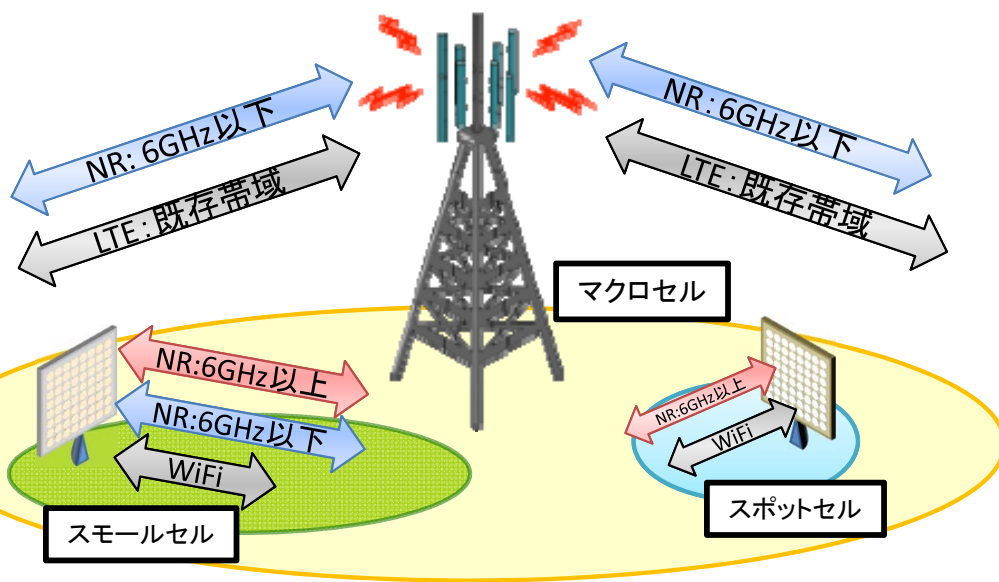 NR: 6GHz以下
NR：6GHz以下
LTE：既存帯域
LTE：既存帯域
マクロセル
NR:6GHz以上
NR:6GHz以上
NR:6GHz以下
WiFi
WiFi
スポットセル
スモールセル